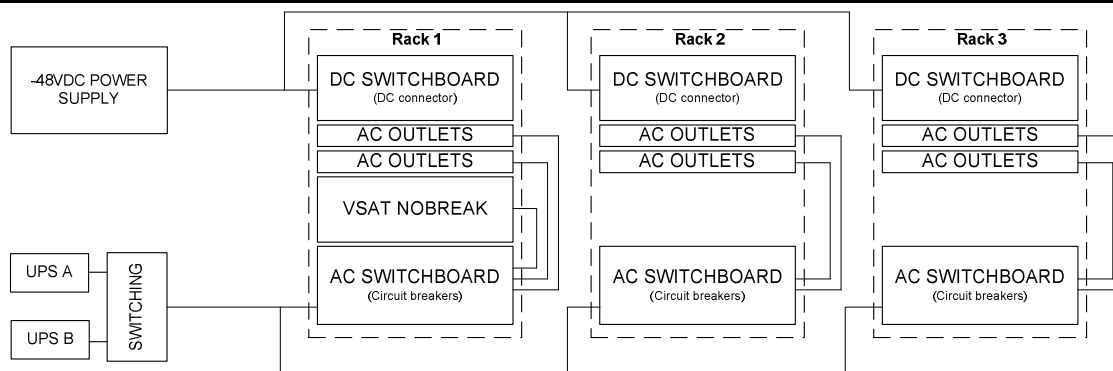 -48VDC POWER
SUPPLY
UPS A
UPS B
SWITCHING
Rack 1
DC SWITCHBOARD
(DC connector)
AC OUTLETS
AC OUTLETS
VSAT NOBREAK
AC SWITCHBOARD
(Circuit breakers)
Rack 2
DC SWITCHBOARD
(DC connector)
AC OUTLETS
AC OUTLETS
AC SWITCHBOARD
(Circuit breakers)
Rack 3
DC SWITCHBOARD
(DC connector)
AC OUTLETS
AC OUTLETS
AC SWITCHBOARD
(Circuit breakers)